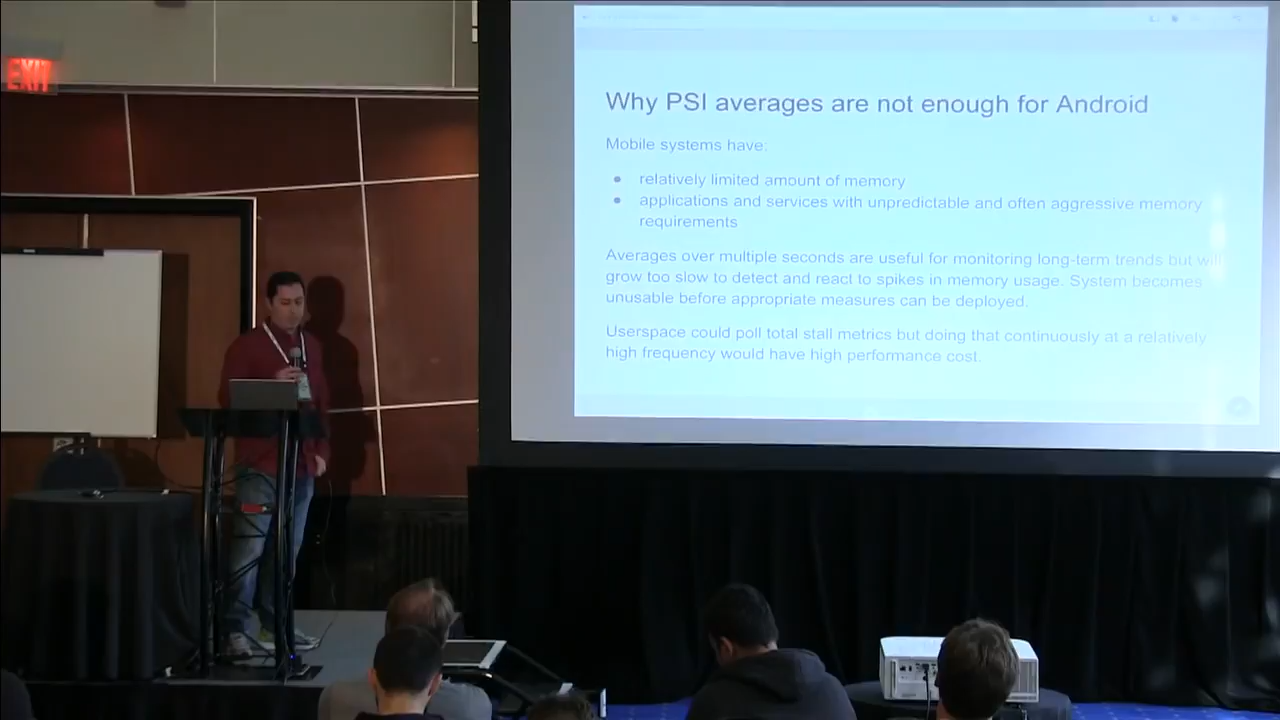 EXIT
Why PSI averages are not enough for Android
Mobile systems have:
relatively limited amount of memory
applications and services with unpredictable and often aggressive memory
requirements
Averages over multiple seconds are useful for monitoring long-term trends but will
grow too slow to detect and react to spikes in memory usage. System becomes
unusable before appropriate measures can be deployed.
Userspace could poll total stall metrics but doing that continuously at a relatively
high frequency would have high performance cost.